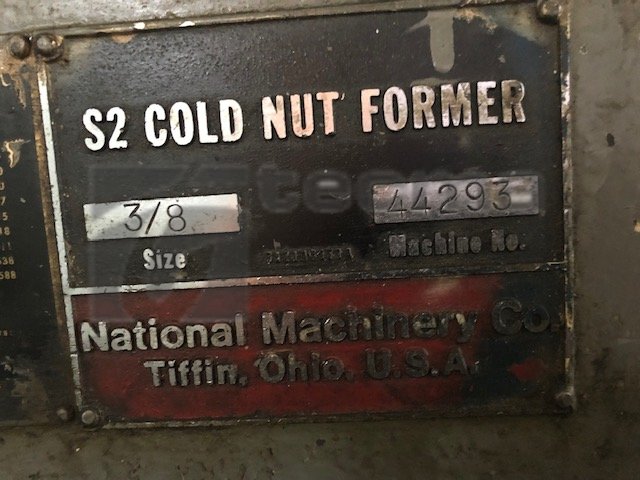 S2 COLD NUT FORMER
3/8 44293
Size Machine No.
National Machinery Co.
Tiffin, Ohio, U.S.A.